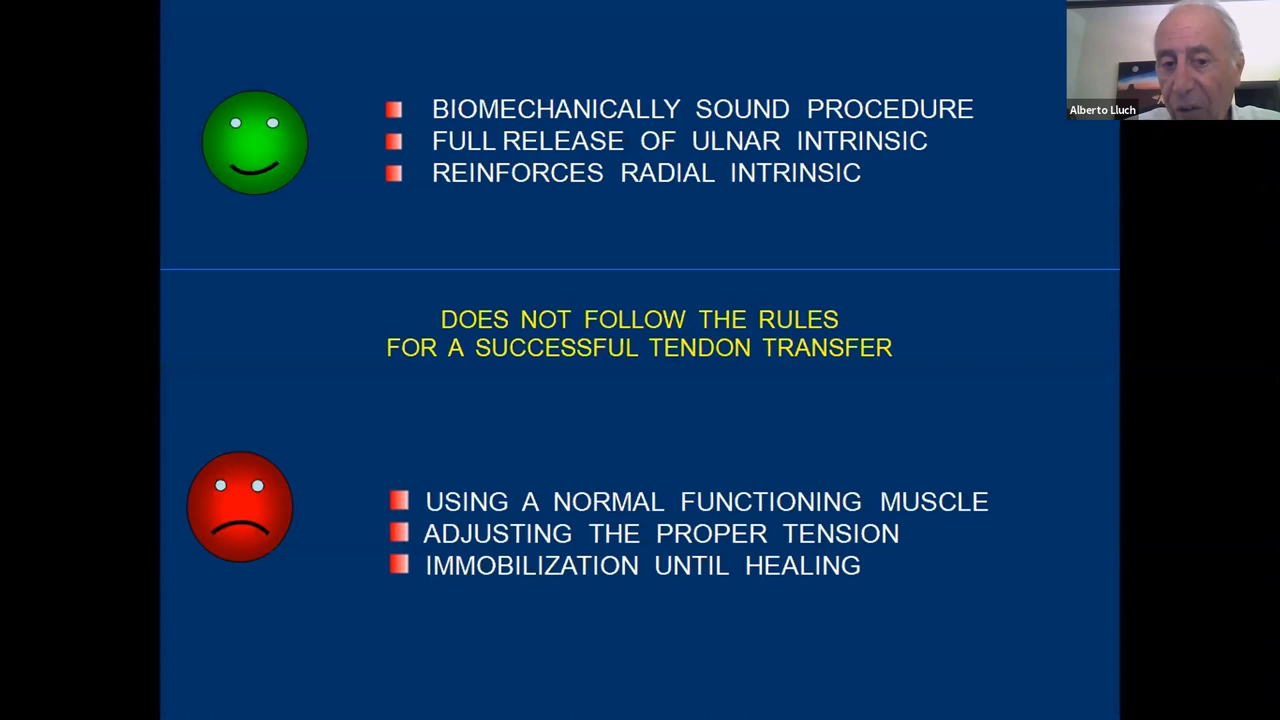 Alberto Lluch
BIOMECHANICALLY SOUND PROCEDURE
FULL RELEASE OF ULNAR INTRINSIC
REINFORCES RADIAL INTRINSIC
DOES NOT FOLLOW THE RULES
FOR A SUCCESSFUL TENDON TRANSFER
USING A NORMAL FUNCTIONING MUSCLE
ADJUSTING THE PROPER TENSION
IMMOBILIZATION UNTIL HEALING